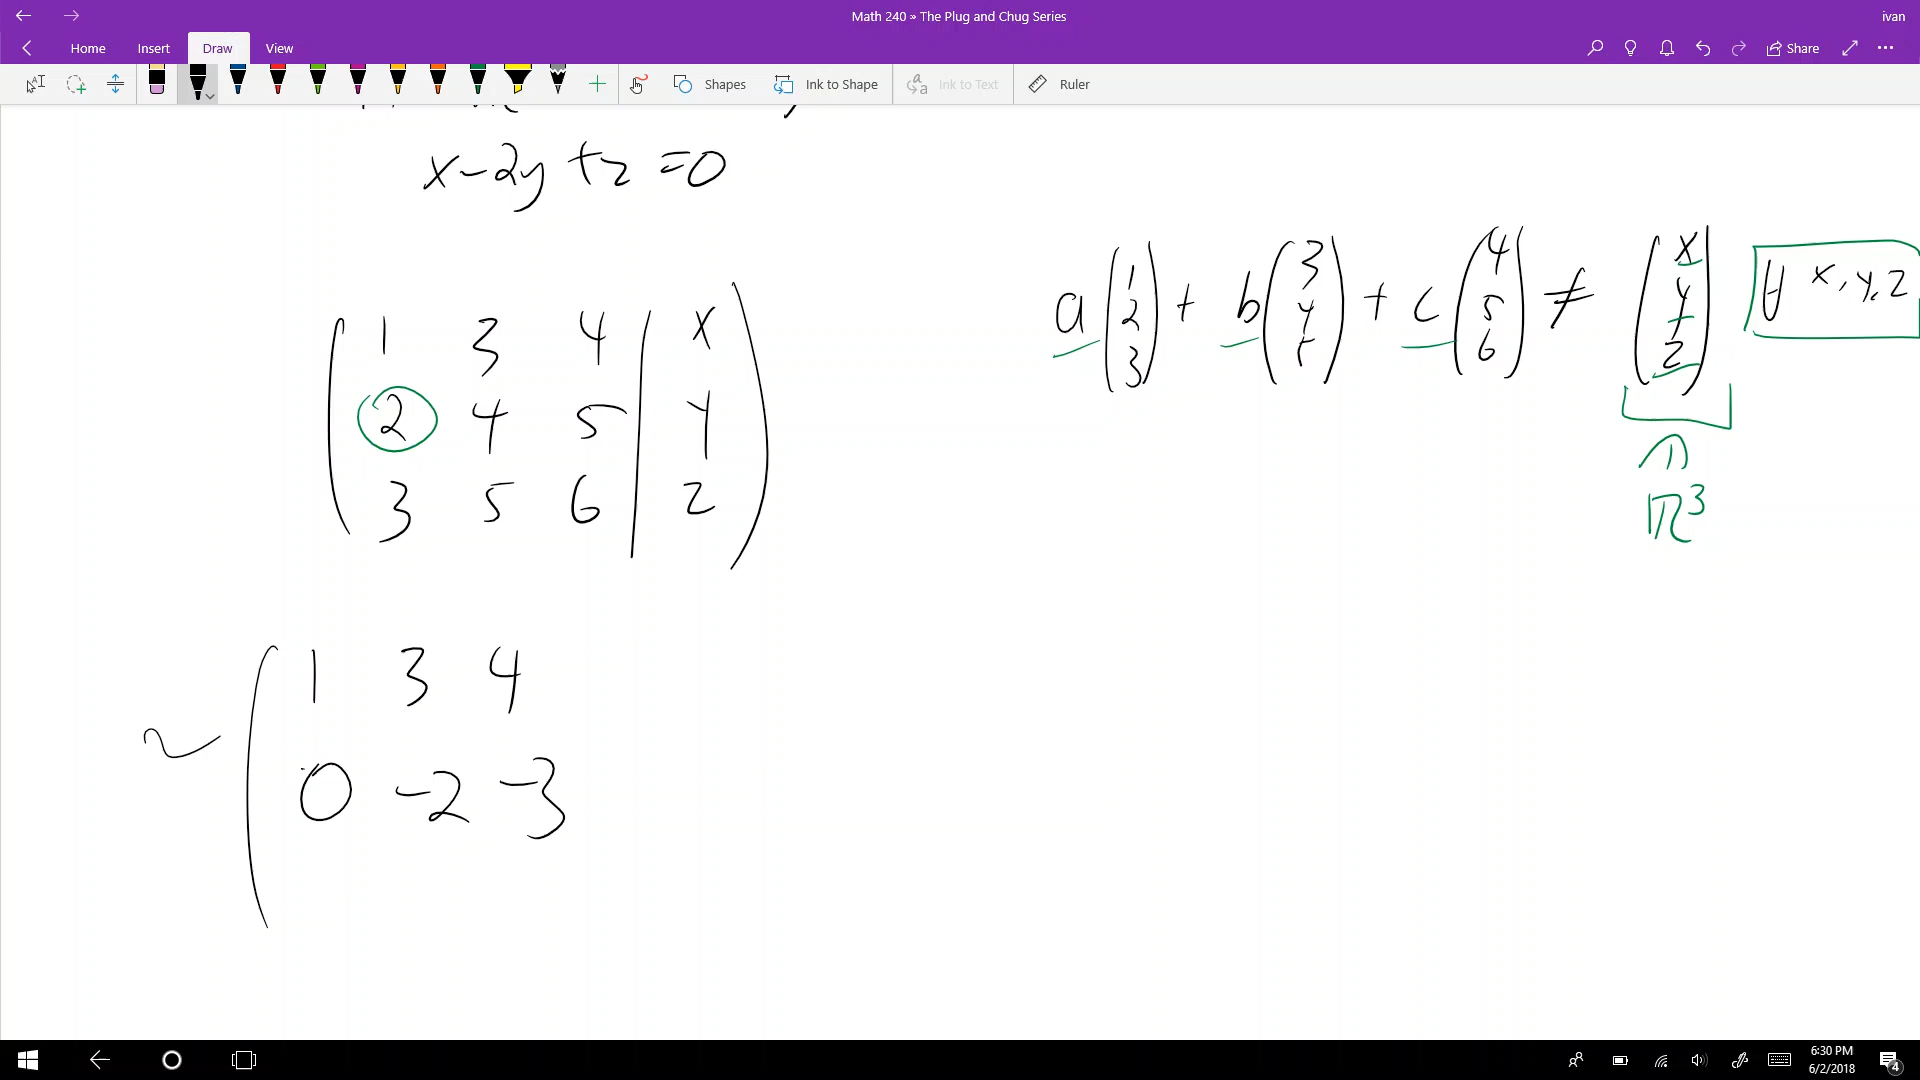 Math 240 » The Plug and Chug Series
ivan
Home Insert Draw View
Share
Shapes Ink to Shape Ink to Text Ruler
x-2y+z=0
a(1 2 3) + b(3 4 5) + c(4 5 6) ≠ (x y z) ∀ x, y, z
ℝ³
1 3 4 | x
2 4 5 | y
3 5 6 | z
~ ( 1 3 4
0 -2 -3
6:30 PM
6/2/2018
4